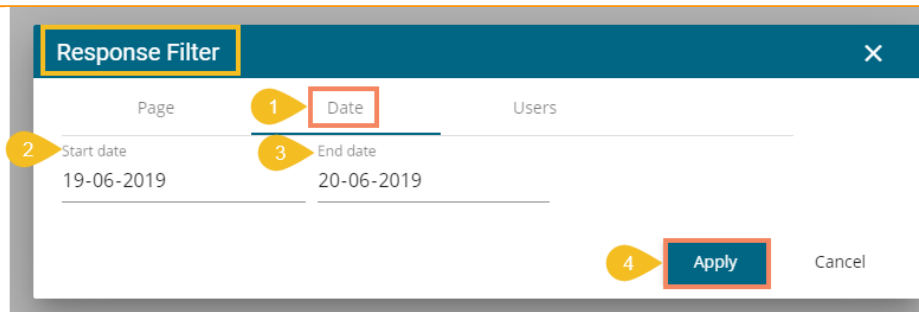 Response Filter
Page 1 Date Users
2 Start date 3 End date
19-06-2019 20-06-2019
4 Apply Cancel